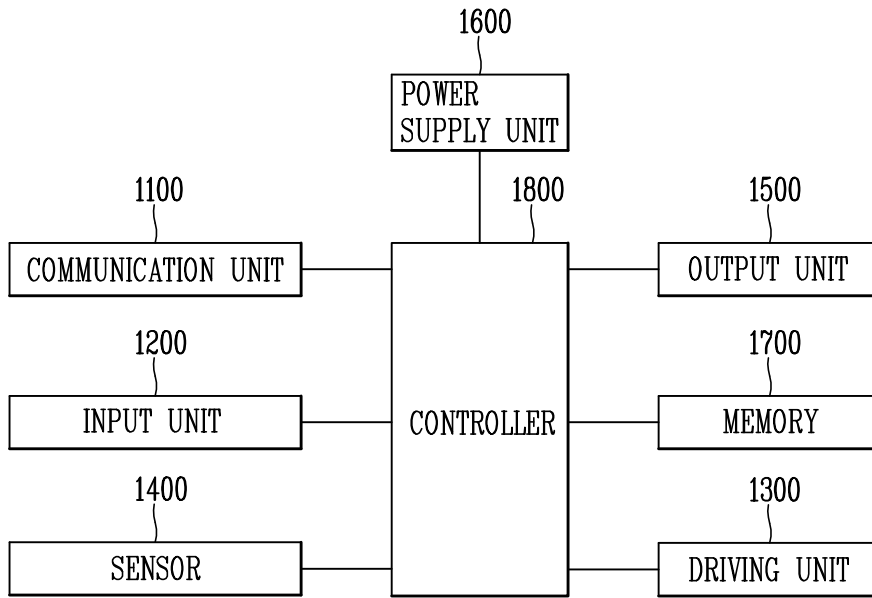 1600
POWER
SUPPLY UNIT
1100
1800
1500
COMMUNICATION UNIT
OUTPUT UNIT
1200
1700
INPUT UNIT
CONTROLLER
MEMORY
1400
1300
SENSOR
DRIVING UNIT